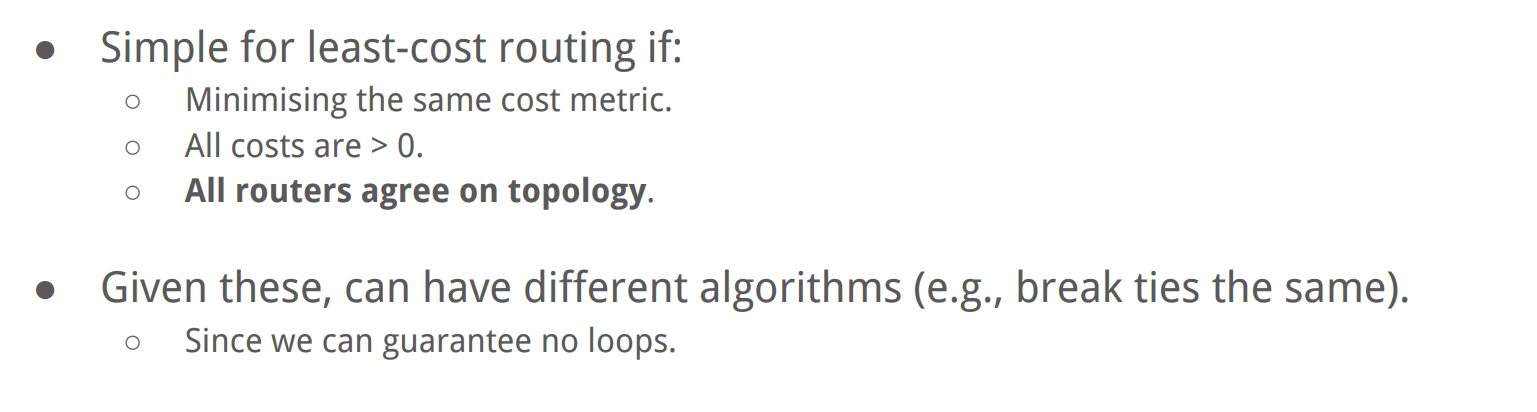 ● Simple for least-cost routing if:
○ Minimising the same cost metric.
○ All costs are > 0.
○ All routers agree on topology.
● Given these, can have different algorithms (e.g., break ties the same).
○ Since we can guarantee no loops.